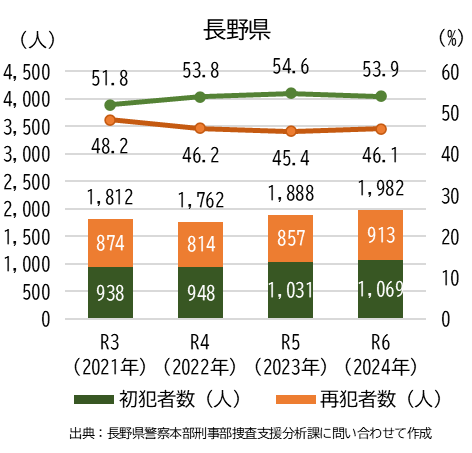 長野県
（人）
（%）
4,500
4,000
3,500
3,000
2,500
2,000
1,500
1,000
500
0
60
50
40
30
20
10
0
51.8
53.8
54.6
53.9
48.2
46.2
45.4
46.1
1,812
1,762
1,888
1,982
874
814
857
913
938
948
1,031
1,069
R3
（2021年）
R4
（2022年）
R5
（2023年）
R6
（2024年）
初犯者数（人）
再犯者数（人）
出典：長野県警察本部刑事部捜査支援分析課に問い合わせて作成